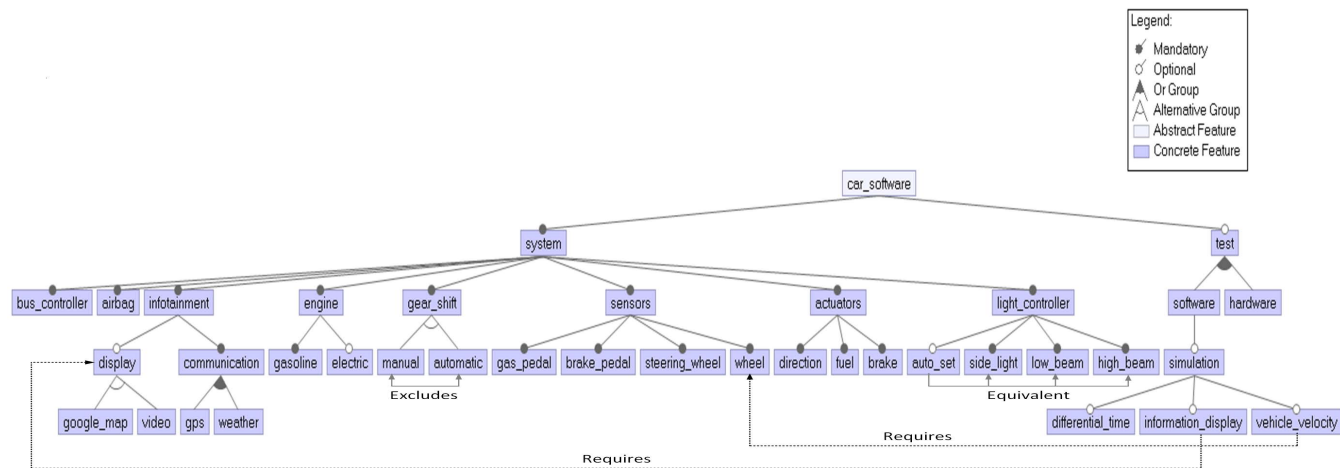 Legend:
Mandatory
Optional
Or Group
Alternative Group
Abstract Feature
Concrete Feature
car_software
system
test
bus_controller airbag infotainment engine gear_shift sensors actuators light_controller software hardware
display communication gasoline electric manual automatic gas_pedal brake_pedal steering_wheel wheel direction fuel brake auto_set side_light low_beam high_beam simulation
Excludes
Equivalent
google_map video gps weather differential_time information_display vehicle_velocity
Requires
Requires